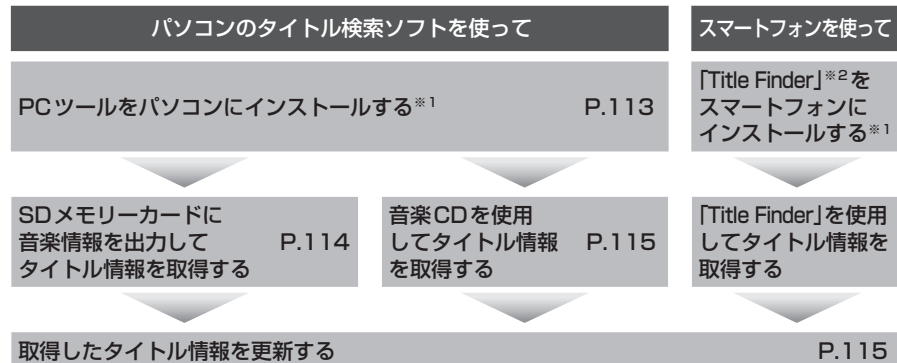 パソコンのタイトル検索ソフトを使って
スマートフォンを使って
PCツールをパソコンにインストールする※1 P.113
「Title Finder」※2を
スマートフォンに
インストールする※1
SDメモリーカードに
音楽情報を出力して P.114
タイトル情報を取得する
音楽CDを使用
してタイトル情報 P.115
を取得する
「Title Finder」を使用
してタイトル情報を
取得する
取得したタイトル情報を更新する P.115